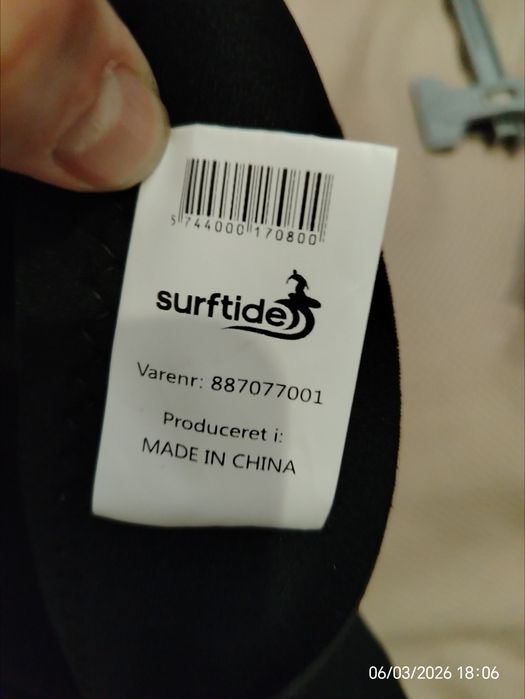 5 744000 170800
surftide
Varenr: 887077001
Produceret i:
MADE IN CHINA
06/03/2026 18:06